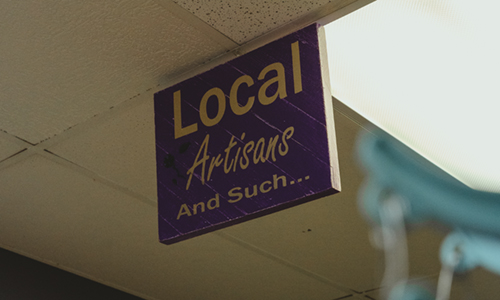 Local
Artisans
And Such...